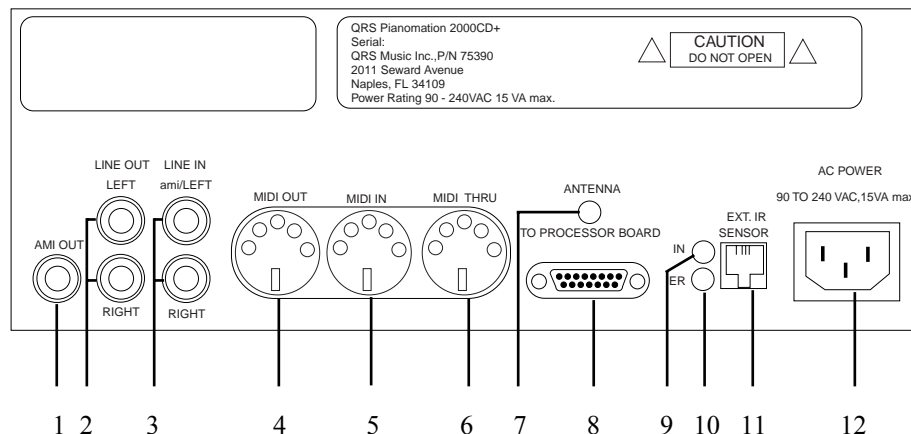 QRS Pianomation 2000CD+
Serial:
QRS Music Inc.,P/N 75390
2011 Seward Avenue
Naples, FL 34109
Power Rating 90 - 240VAC 15 VA max.
CAUTION
DO NOT OPEN
LINE OUT
LEFT
LINE IN
ami/LEFT
AMI OUT
RIGHT
RIGHT
MIDI OUT
MIDI IN
MIDI THRU
ANTENNA
TO PROCESSOR BOARD
IN
ER
EXT. IR
SENSOR
AC POWER
90 TO 240 VAC,15VA max
1 2 3 4 5 6 7 8 9 10 11 12